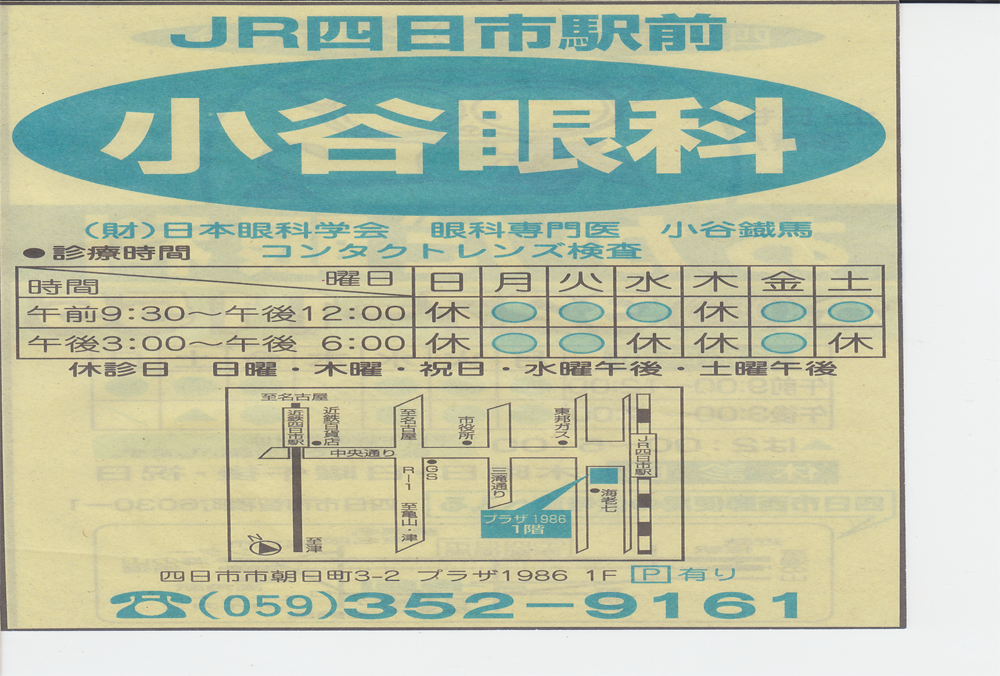 JR四日市駅前
小谷眼科
(財)日本眼科学会 眼科専門医 小谷鐵馬
●診療時間 コンタクトレンズ検査
時間 曜日 日 月 火 水 木 金 土
午前9:30～午後12:00 休 ○ ○ ○ 休 ○ ○
午後3:00～午後 6:00 休 ○ ○ 休 休 ○ 休
休診日 日曜・木曜・祝日・水曜午後・土曜午後
至名古屋
近鉄四日市駅
近鉄百貨店
至名古屋
市役所
東邦ガス
JR四日市駅
中央通り
R-1
GS
三滝通り
海老七
至亀山・津
プラザ1986
1階
至津
四日市市朝日町3-2 プラザ1986 1F P有り
☎(059)352-9161